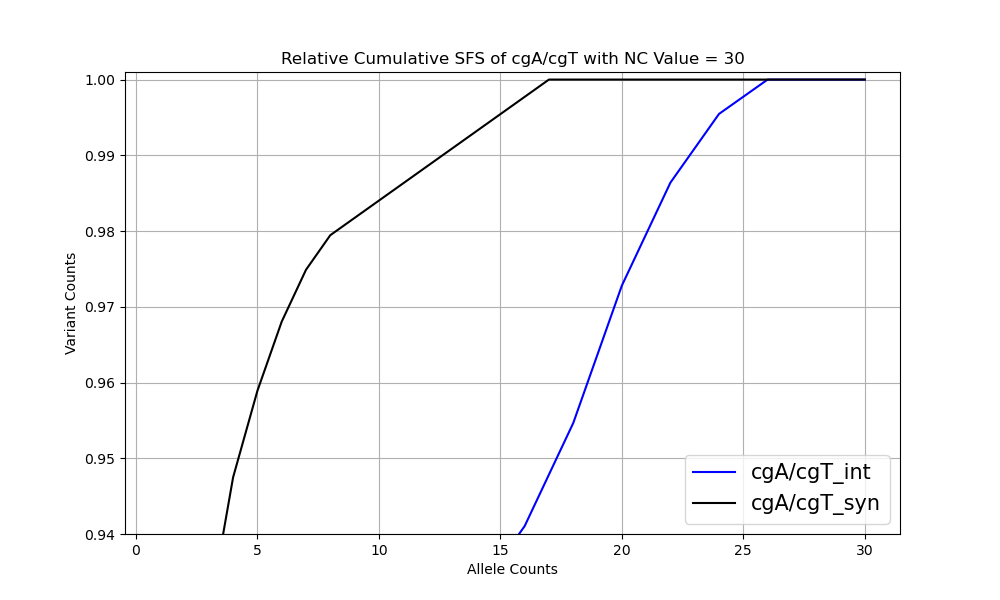 Relative Cumulative SFS of cgA/cgT with NC Value = 30
Variant Counts
1.00
0.99
0.98
0.97
0.96
0.95
0.94
0
5
10
15
20
25
30
Allele Counts
cgA/cgT_int
cgA/cgT_syn